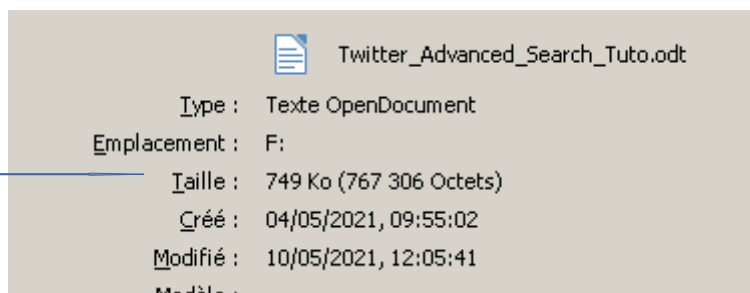 Twitter_Advanced_Search_Tuto.odt
Type : Texte OpenDocument
Emplacement : F:
Taille : 749 Ko (767 306 Octets)
Créé : 04/05/2021, 09:55:02
Modifié : 10/05/2021, 12:05:41
Modèle :